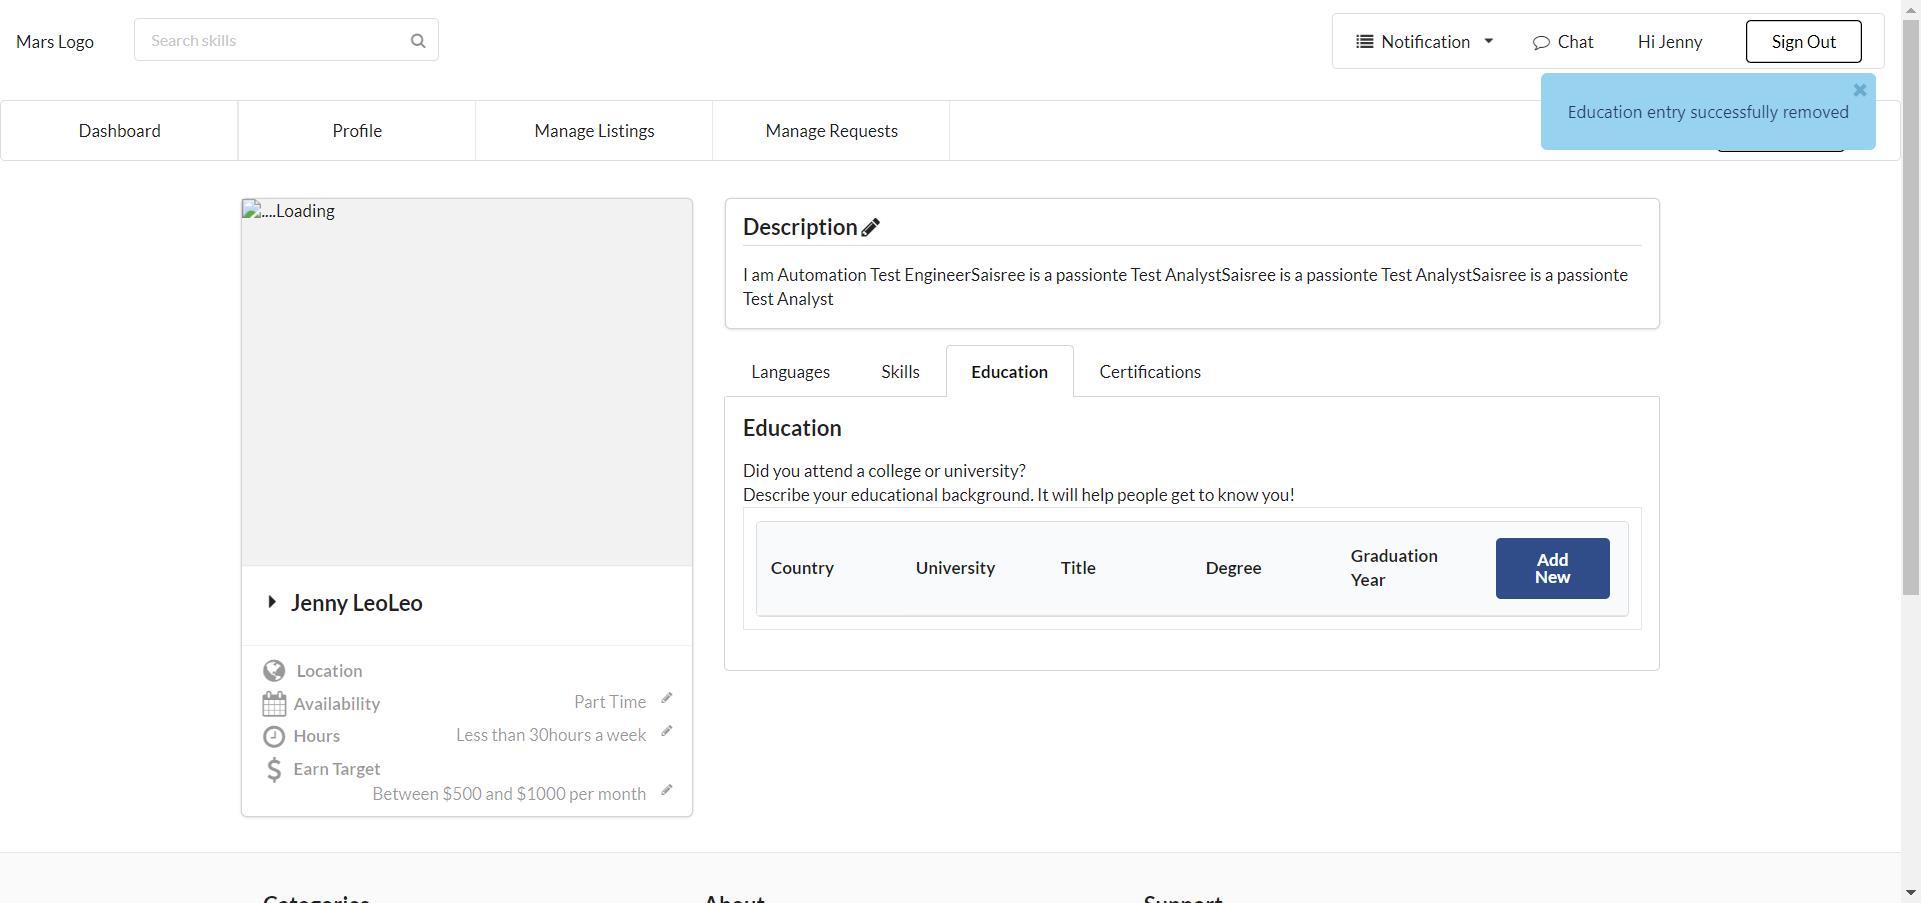 Mars Logo
Search skills
Notification
Chat
Hi Jenny
Sign Out
Education entry successfully removed
Dashboard
Profile
Manage Listings
Manage Requests
....Loading
Jenny LeoLeo
Location
Availability
Part Time
Hours
Less than 30hours a week
Earn Target
Between $500 and $1000 per month
Description
I am Automation Test EngineerSaisree is a passionte Test AnalystSaisree is a passionte Test AnalystSaisree is a passionte
Test Analyst
Languages
Skills
Education
Certifications
Education
Did you attend a college or university?
Describe your educational background. It will help people get to know you!
Country
University
Title
Degree
Graduation
Year
Add
New
Categories
About
Support